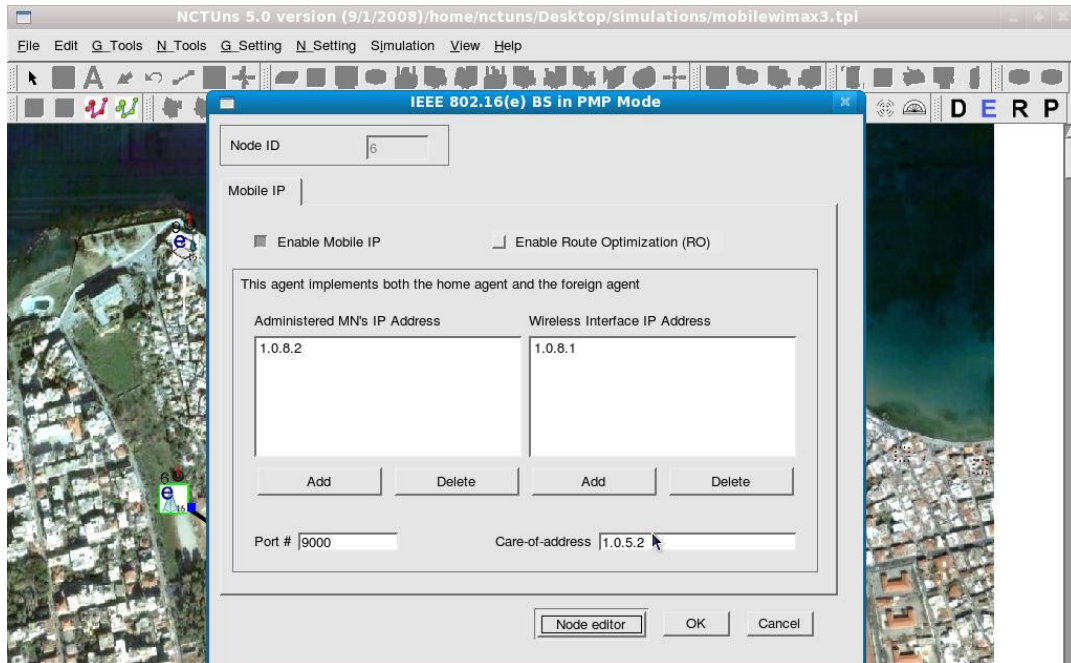 NCTUns 5.0 version (9/1/2008)/home/nctuns/Desktop/simulations/mobilewimax3.tpl
File Edit G_Tools N_Tools G_Setting N_Setting Simulation View Help
A
D E R P
IEEE 802.16(e) BS in PMP Mode
Node ID 6
Mobile IP
Enable Mobile IP Enable Route Optimization (RO)
This agent implements both the home agent and the foreign agent
Administered MN's IP Address Wireless Interface IP Address
1.0.8.2 1.0.8.1
Add Delete Add Delete
Port # 9000 Care-of-address 1.0.5.2
Node editor OK Cancel
9
e
6
e
16